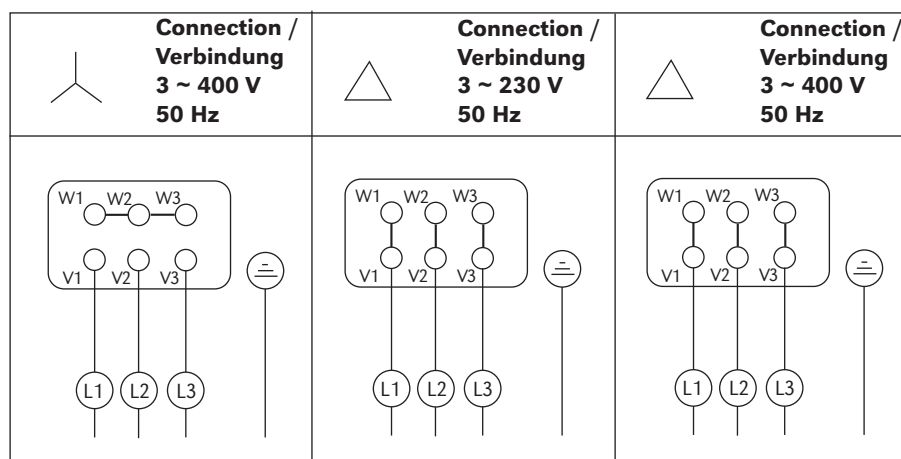 Connection /
Verbindung
3 ~ 400 V
50 Hz
Connection /
Verbindung
3 ~ 230 V
50 Hz
Connection /
Verbindung
3 ~ 400 V
50 Hz
W1 W2 W3
V1 V2 V3
L1 L2 L3
W1 W2 W3
V1 V2 V3
L1 L2 L3
W1 W2 W3
V1 V2 V3
L1 L2 L3